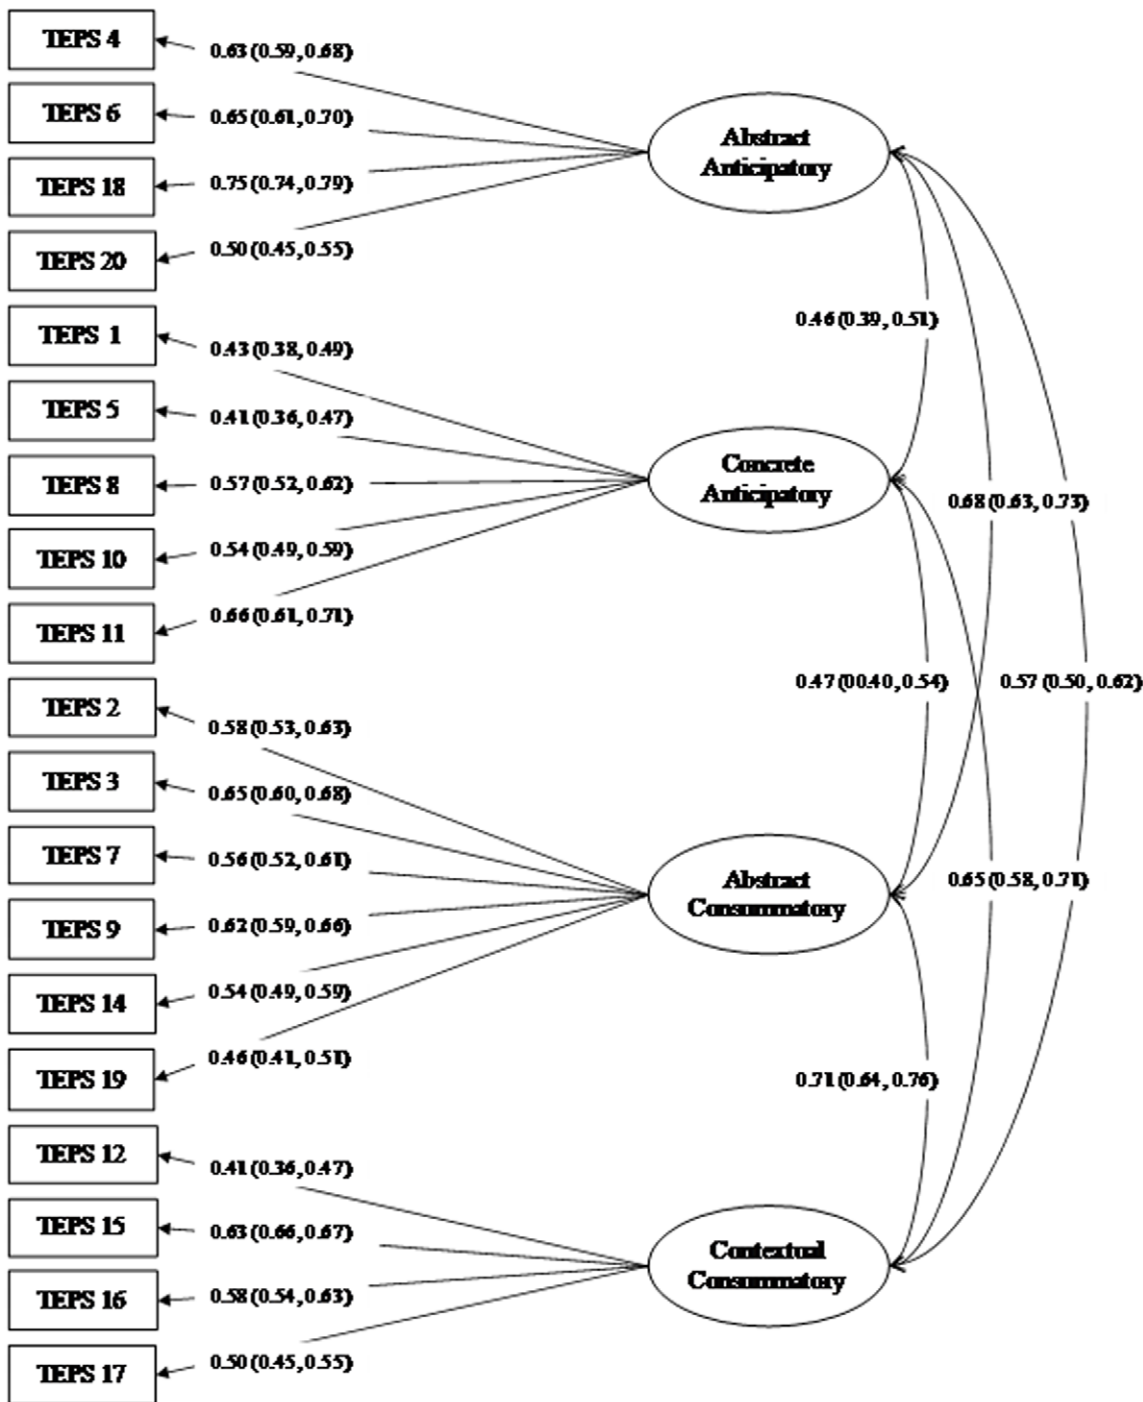 TEPS 4
0.63 (0.59, 0.68)
TEPS 6
0.65 (0.61, 0.70)
TEPS 18
0.75 (0.74, 0.79)
TEPS 20
0.50 (0.45, 0.55)
Abstract
Anticipatory
TEPS 1
0.43 (0.38, 0.49)
TEPS 5
0.41 (0.36, 0.47)
TEPS 8
0.57 (0.52, 0.62)
TEPS 10
0.54 (0.49, 0.59)
TEPS 11
0.66 (0.61, 0.71)
Concrete
Anticipatory
TEPS 2
0.58 (0.53, 0.63)
TEPS 3
0.65 (0.60, 0.68)
TEPS 7
0.56 (0.52, 0.61)
TEPS 9
0.62 (0.59, 0.66)
TEPS 14
0.54 (0.49, 0.59)
TEPS 19
0.46 (0.41, 0.51)
Abstract
Consummatory
TEPS 12
0.41 (0.36, 0.47)
TEPS 15
0.63 (0.66, 0.67)
TEPS 16
0.58 (0.54, 0.63)
TEPS 17
0.50 (0.45, 0.55)
Contextual
Consummatory
0.46 (0.39, 0.51)
0.68 (0.63, 0.73)
0.47 (00.40, 0.54)
0.57 (0.50, 0.62)
0.65 (0.58, 0.71)
0.71 (0.64, 0.76)